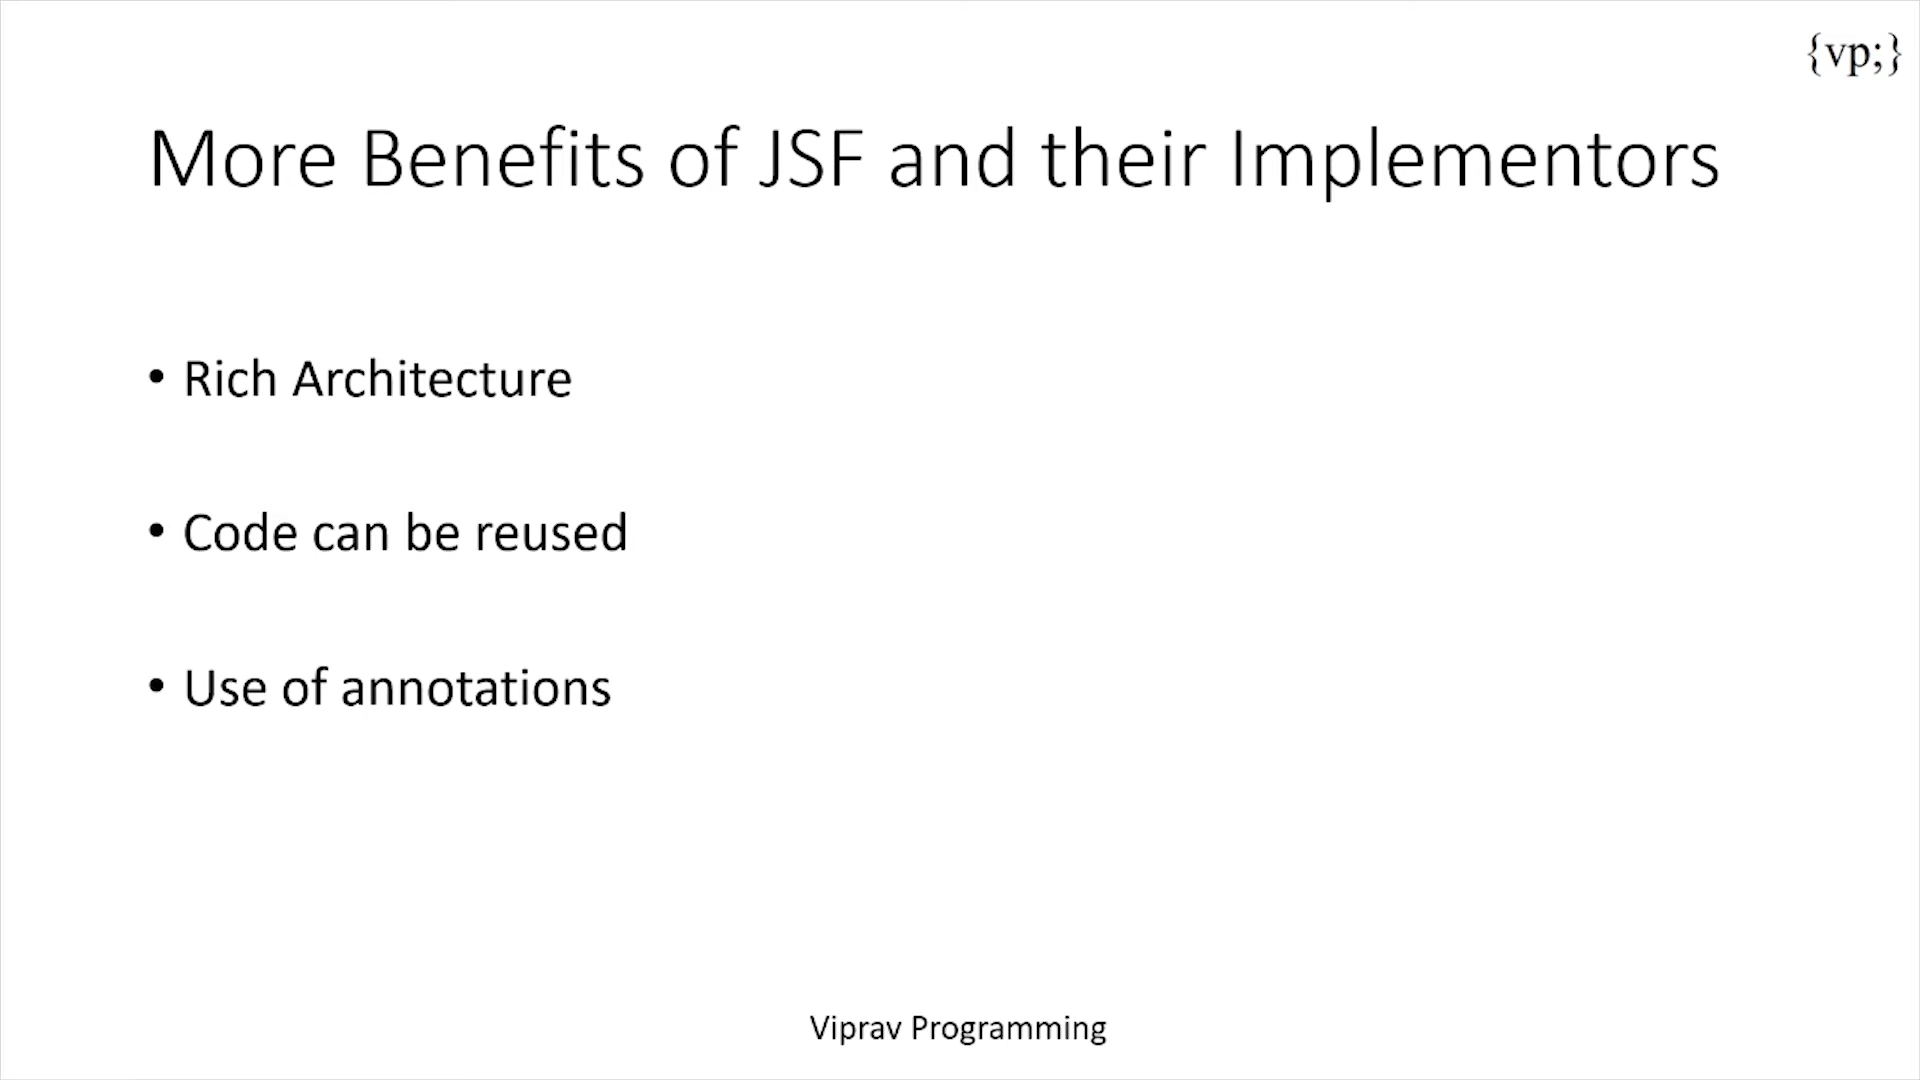 {vp;}
More Benefits of JSF and their Implementors
• Rich Architecture
• Code can be reused
• Use of annotations
Viprav Programming